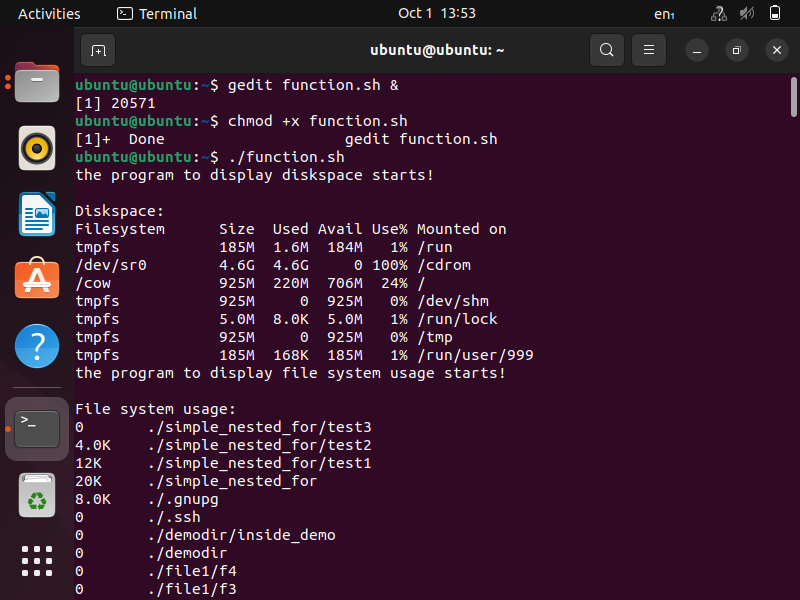 Activities Terminal Oct 1 13:53 en1
ubuntu@ubuntu: ~
ubuntu@ubuntu:~$ gedit function.sh &
[1] 20571
ubuntu@ubuntu:~$ chmod +x function.sh
[1]+  Done                    gedit function.sh
ubuntu@ubuntu:~$ ./function.sh
the program to display diskspace starts!

Diskspace:
Filesystem      Size  Used Avail Use% Mounted on
tmpfs           185M  1.6M  184M   1% /run
/dev/sr0        4.6G  4.6G     0 100% /cdrom
/cow            925M  220M  706M  24% /
tmpfs           925M     0  925M   0% /dev/shm
tmpfs           5.0M  8.0K  5.0M   1% /run/lock
tmpfs           925M     0  925M   0% /tmp
tmpfs           185M  168K  185M   1% /run/user/999
the program to display file system usage starts!

File system usage:
0       ./simple_nested_for/test3
4.0K    ./simple_nested_for/test2
12K     ./simple_nested_for/test1
20K     ./simple_nested_for
8.0K    ./.gnupg
0       ./.ssh
0       ./demodir/inside_demo
0       ./demodir
0       ./file1/f4
0       ./file1/f3